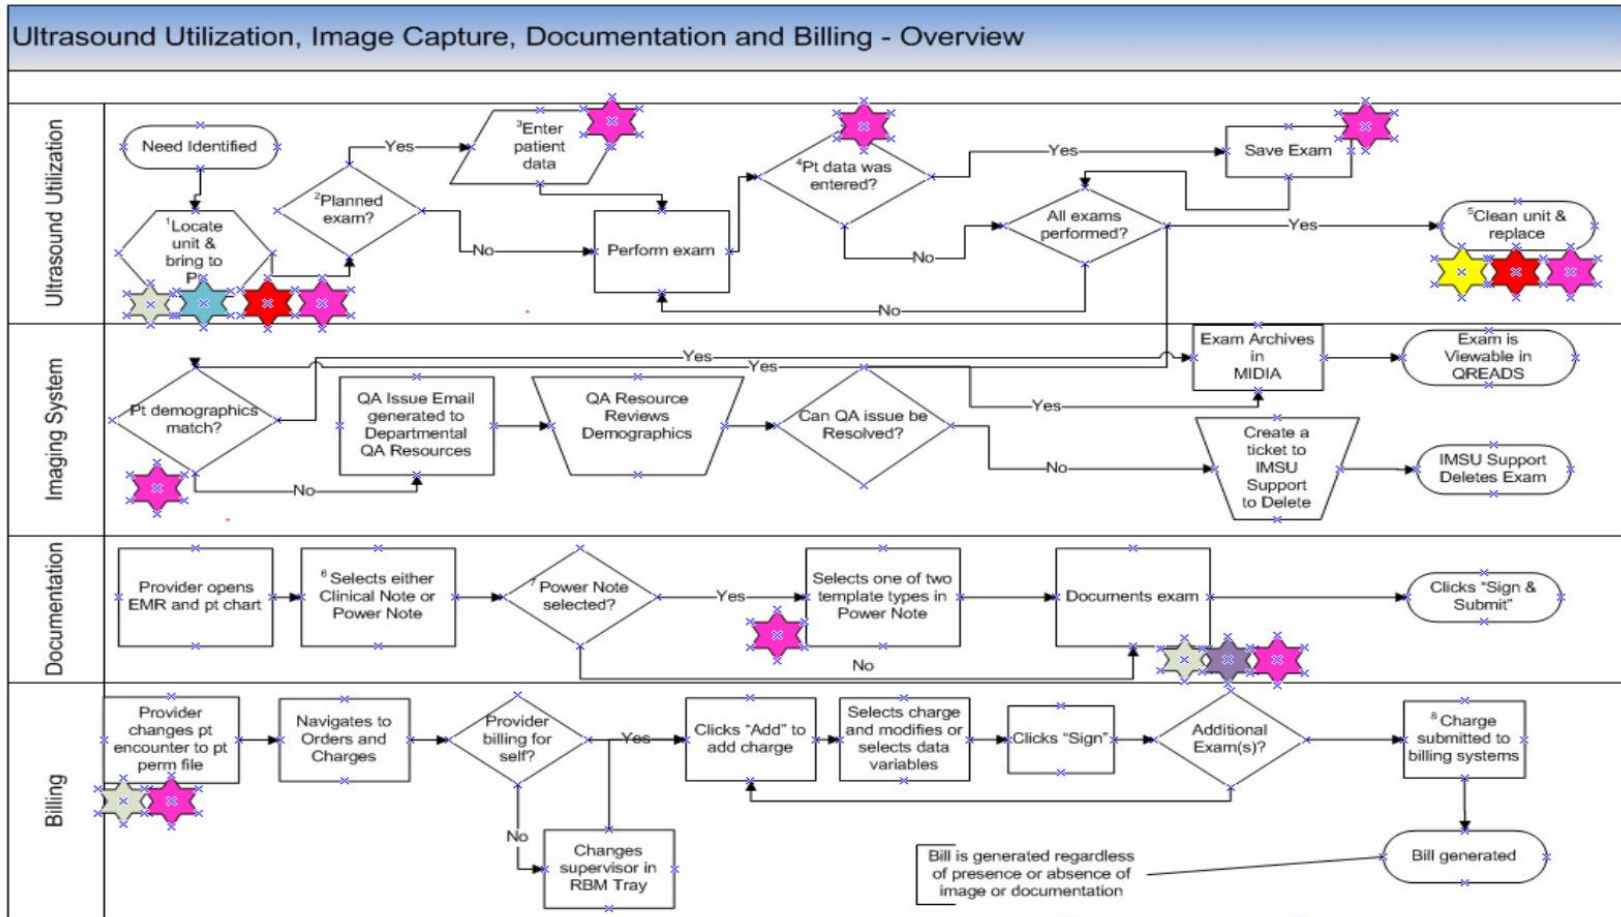 Ultrasound Utilization, Image Capture, Documentation and Billing - Overview
Ultrasound Utilization
Need Identified
¹Locate
unit &
bring to
²Planned
exam?
Yes
No
³Enter
patient
data
Perform exam
⁴Pt data was
entered?
Yes
No
Save Exam
All exams
performed?
Yes
No
⁵Clean unit &
replace
Imaging System
Pt demographics
match?
Yes
Yes
No
QA Issue Email
generated to
Departmental
QA Resources
QA Resource
Reviews
Demographics
Can QA issue be
Resolved?
Yes
No
Exam Archives
in
MIDIA
Exam is
Viewable in
QREADS
Create a
ticket to
IMSU
Support
to Delete
IMSU Support
Deletes Exam
Documentation
Provider opens
EMR and pt chart
⁶Selects either
Clinical Note or
Power Note
⁷Power Note
selected?
Yes
No
Selects one of two
template types in
Power Note
Documents exam
Clicks “Sign &
Submit”
Billing
Provider
changes pt
encounter to pt
perm file
Navigates to
Orders and
Charges
Provider
billing for
self?
Yes
No
Changes
supervisor in
RBM Tray
Clicks “Add” to
add charge
Selects charge
and modifies or
selects data
variables
Clicks “Sign”
Additional
Exam(s)?
⁸Charge
submitted to
billing systems
Bill generated
Bill is generated regardless
of presence or absence of
image or documentation